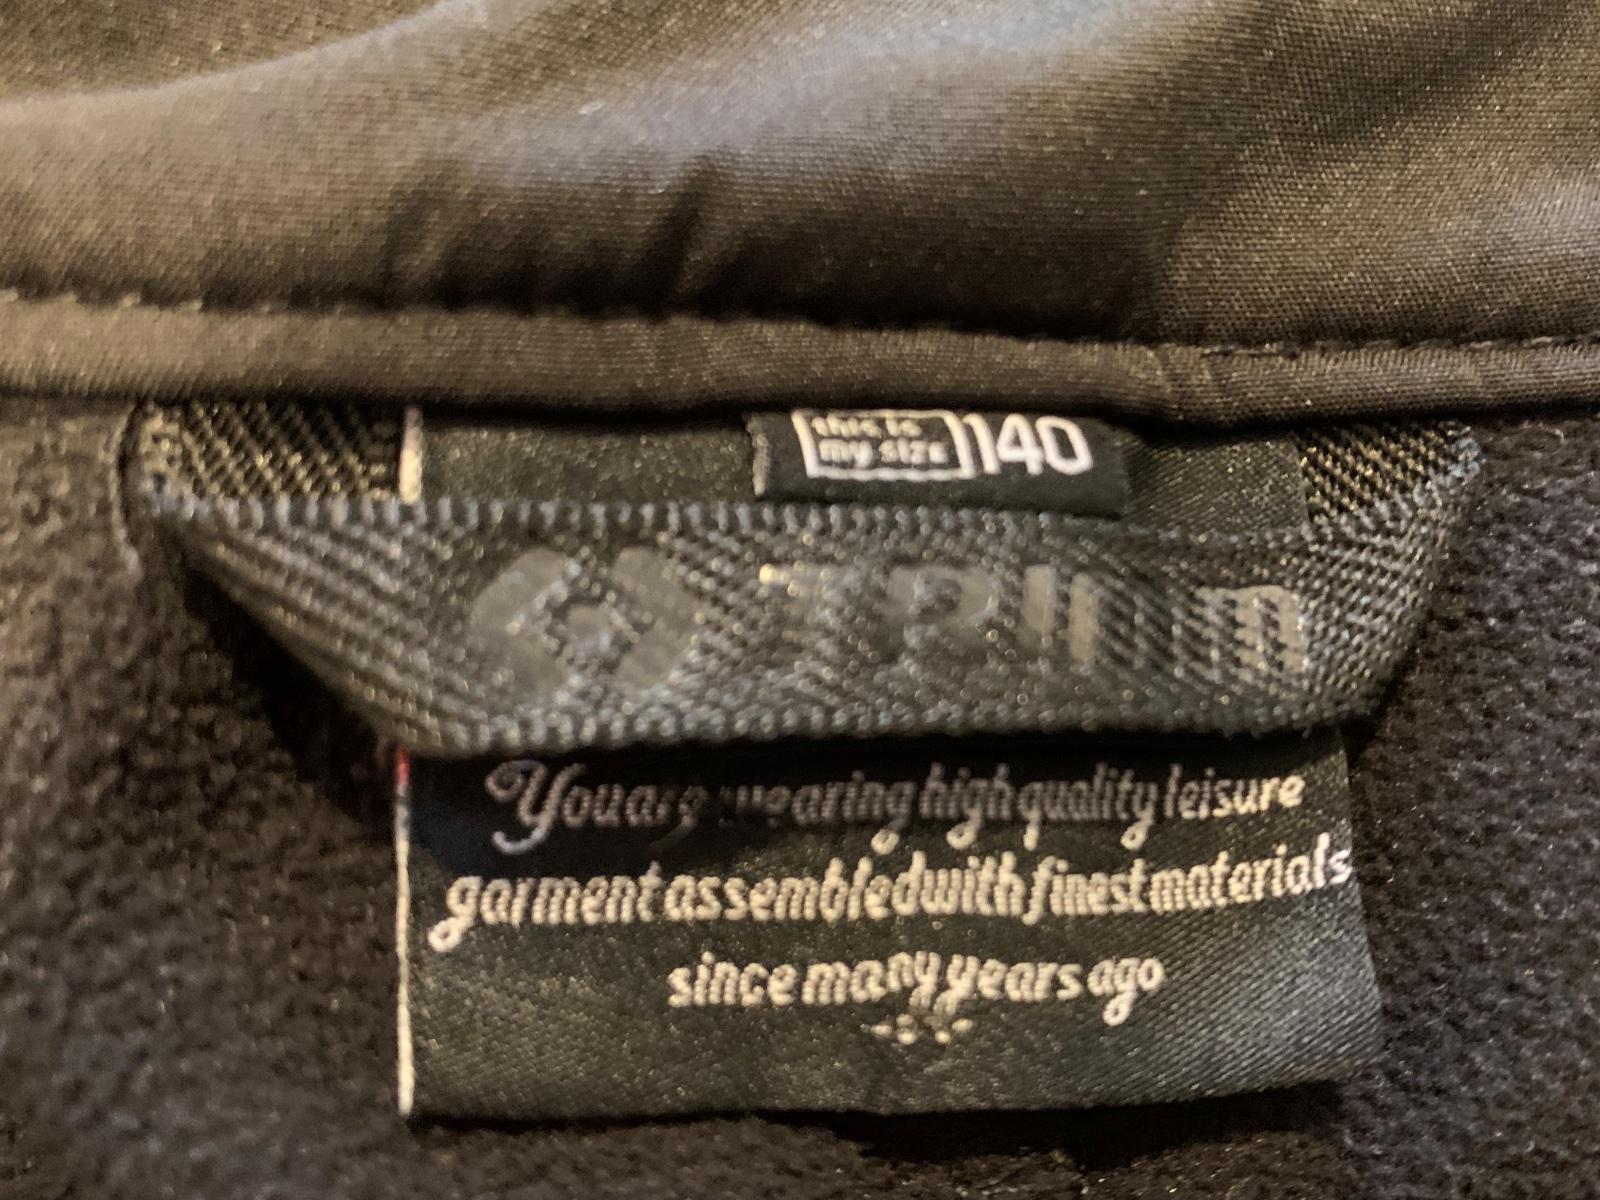 this is
my size
140
You are wearing high quality leisure
garment assembled with finest materials
since many years ago